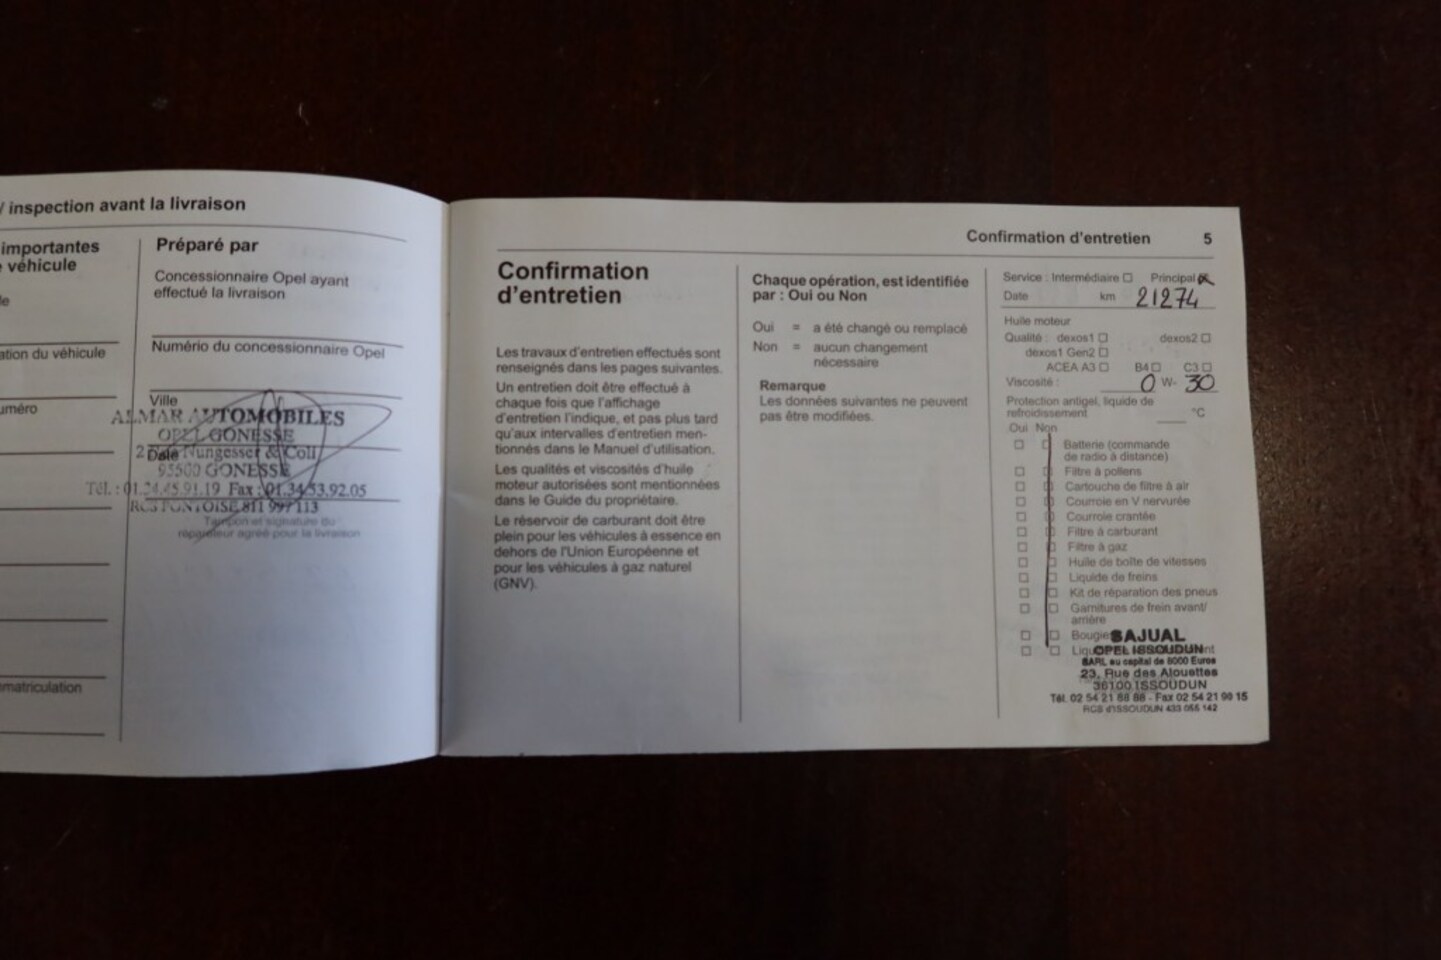 / inspection avant la livraison
importantes
véhicule
ation du véhicule
uméro
matriculation
Préparé par
Concessionnaire Opel ayant
effectué la livraison
Numério du concessionnaire Opel
Ville
ALMAR AUTOMOBILES
OPEL GONESSE
Date
2 Nungesser & Coli
95500 GONESSE
Tél. : 01.34.45.91.19 Fax : 01.34.53.92.05
RCS PONTOISE 811 997 113
Tampon et signature du
réparateur agréé pour la livraison
Confirmation d'entretien 5
Confirmation
d'entretien
Les travaux d'entretien effectués sont
renseignés dans les pages suivantes.
Un entretien doit être effectué à
chaque fois que l'affichage
d'entretien l'indique, et pas plus tard
qu'aux intervalles d'entretien men-
tionnés dans le Manuel d'utilisation.
Les qualités et viscosités d'huile
moteur autorisées sont mentionnées
dans le Guide du propriétaire.
Le réservoir de carburant doit être
plein pour les véhicules à essence en
dehors de l'Union Européenne et
pour les véhicules à gaz naturel
(GNV).
Chaque opération, est identifiée
par : Oui ou Non
Oui = a été changé ou remplacé
Non = aucun changement
nécessaire
Remarque
Les données suivantes ne peuvent
pas être modifiées.
Service : Intermédiaire Principal
Date km 21274
Huile moteur
Qualité : dexos1 dexos2
dexos1 Gen2
ACEA A3 B4 C3
Viscosité : 0 W- 30
Protection antigel, liquide de
refroidissement °C
Oui Non
Batterie (commande
de radio à distance)
Filtre à pollens
Cartouche de filtre à air
Courroie en V nervurée
Courroie crantée
Filtre à carburant
Filtre à gaz
Huile de boîte de vitesses
Liquide de freins
Kit de réparation des pneus
Garnitures de frein avant/
arrière
Bougie
SAJUAL
OPEL ISSOUDUN
SARL au capital de 8000 Euros
23, Rue des Alouettes
36100 ISSOUDUN
Tél. 02 54 21 88 88 - Fax 02 54 21 99 15
RCS d'ISSOUDUN 433 055 142